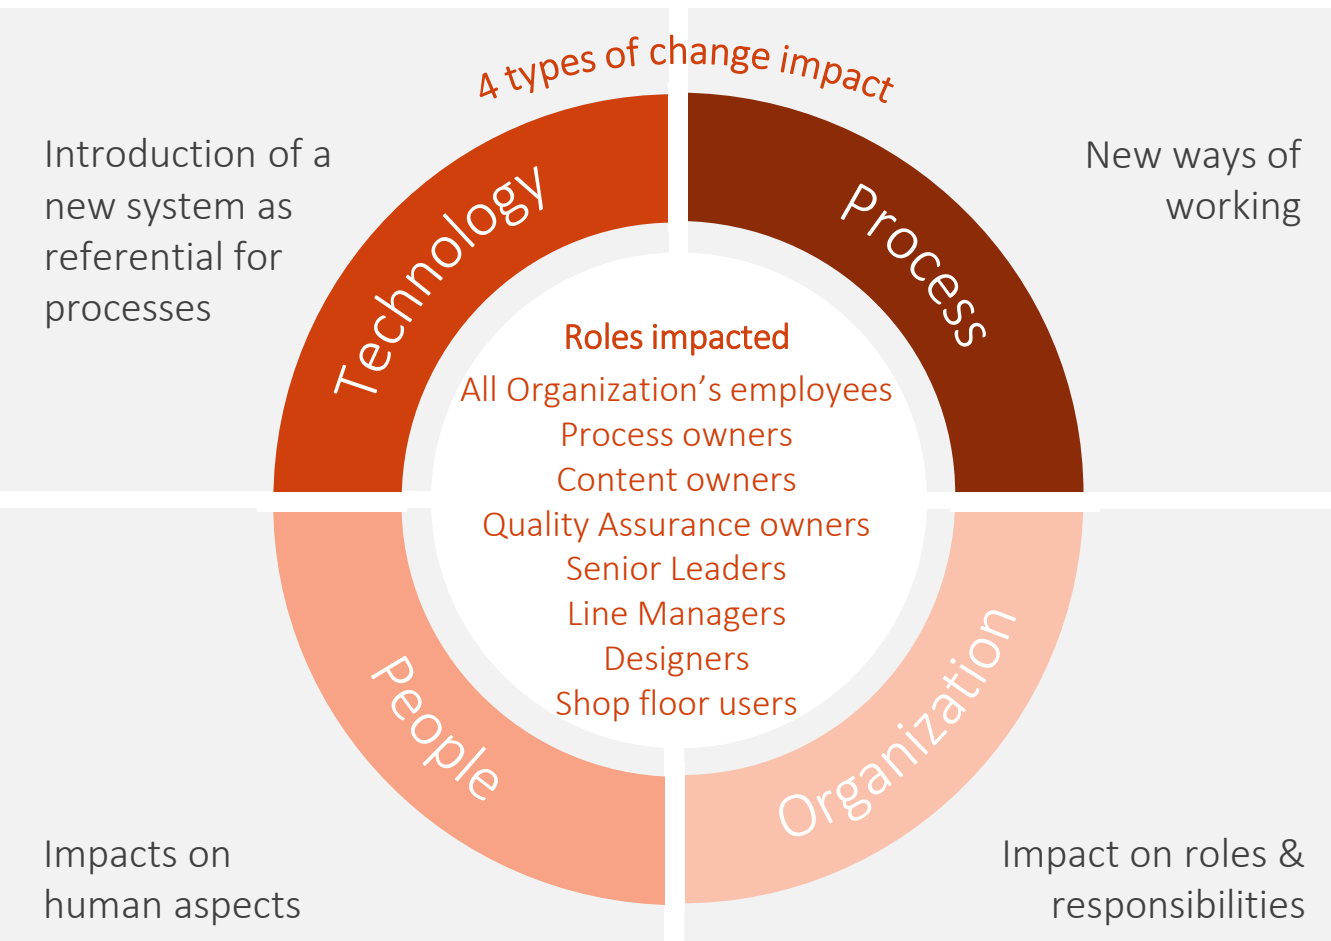 4 types of change impact
Introduction of a
new system as
referential for
processes
Technology
Process
New ways of
working
Roles impacted
All Organization’s employees
Process owners
Content owners
Quality Assurance owners
Senior Leaders
Line Managers
Designers
Shop floor users
People
Organization
Impacts on
human aspects
Impact on roles &
responsibilities